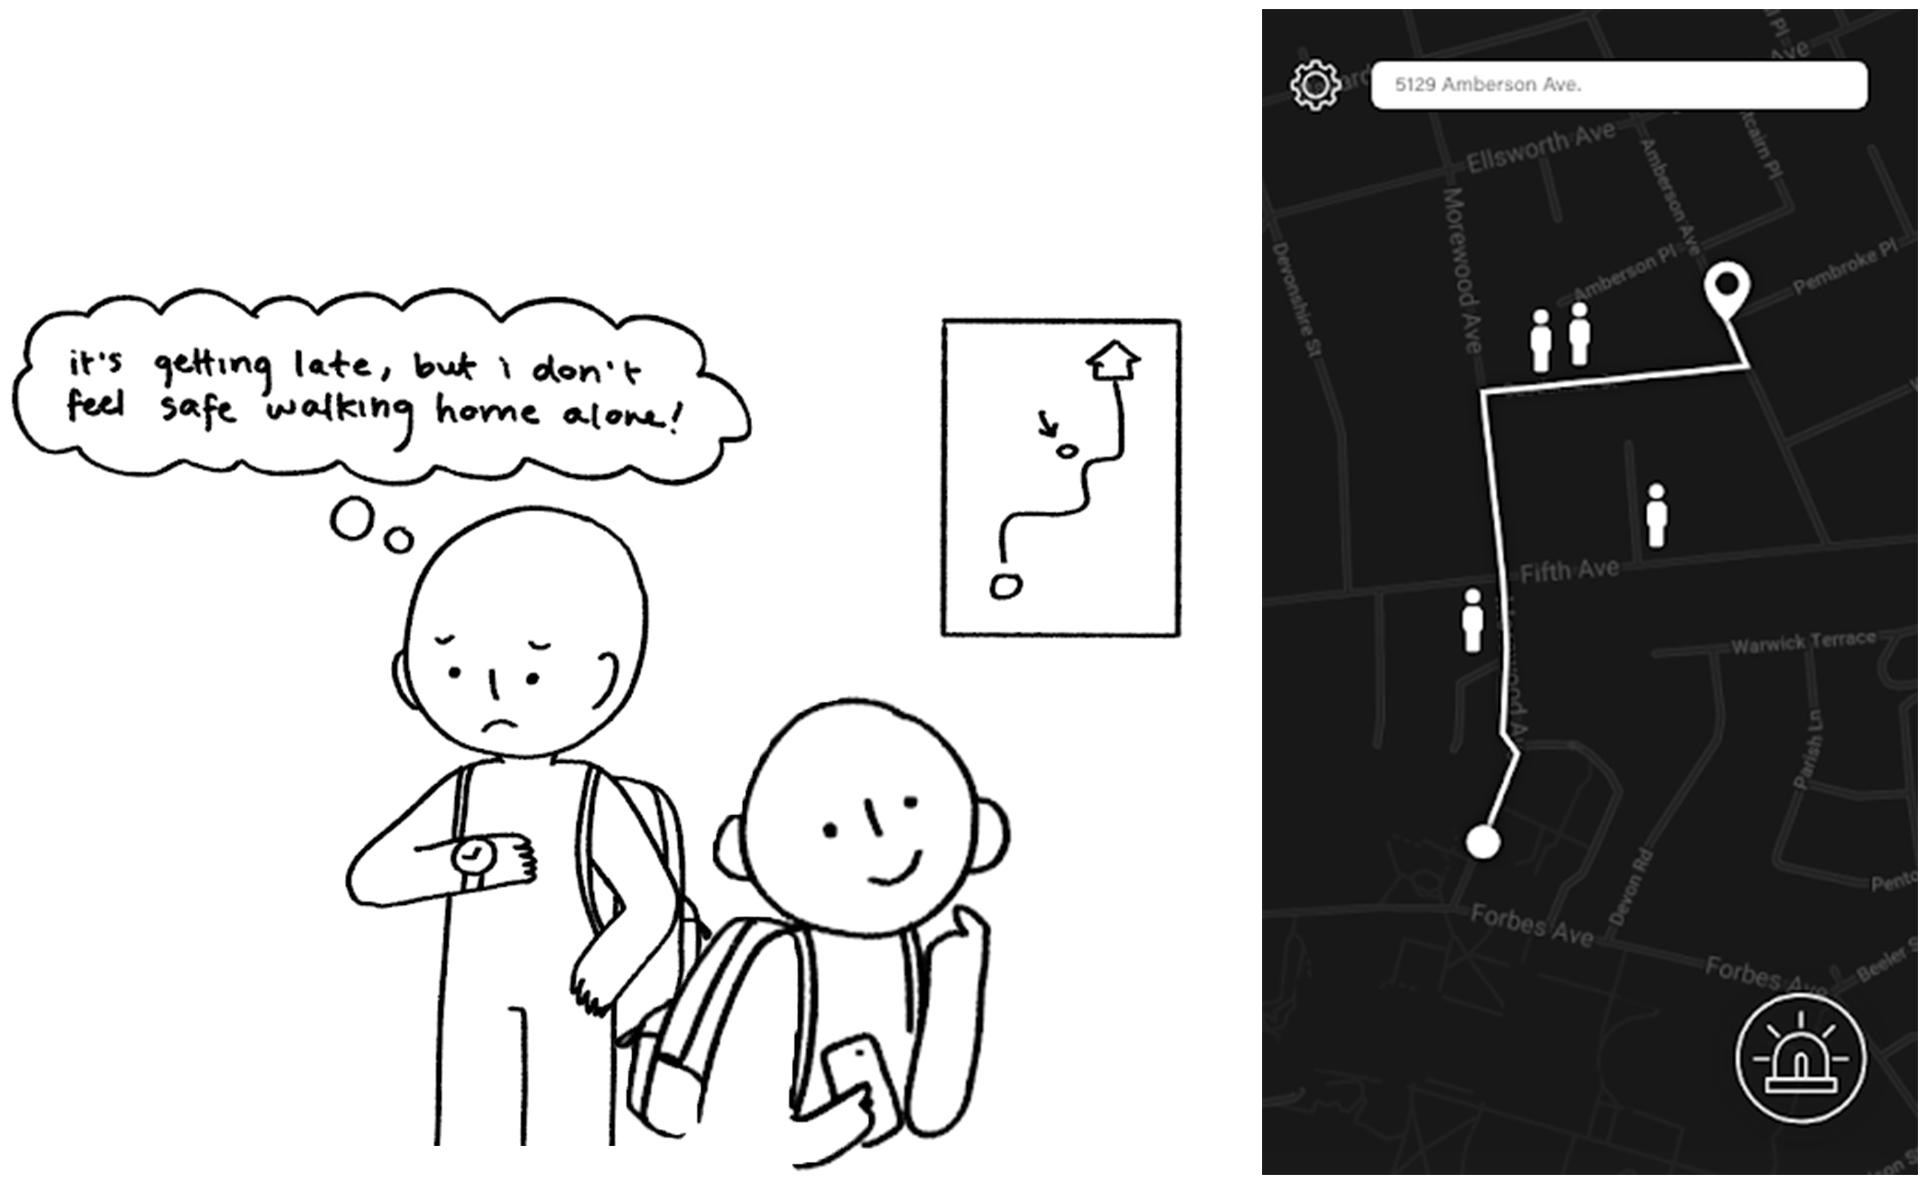 it's getting late, but i don't
feel safe walking home alone!
5129 Amberson Ave.
Ave
Ellsworth Ave
Amberson Ave
Morewood Ave
Devonshire St
Amberson Pl
Pembroke Pl
Fifth Ave
Warwick Terrace
Parish Ln
Devon Rd
Forbes Ave
Forbes Ave
Beeler S